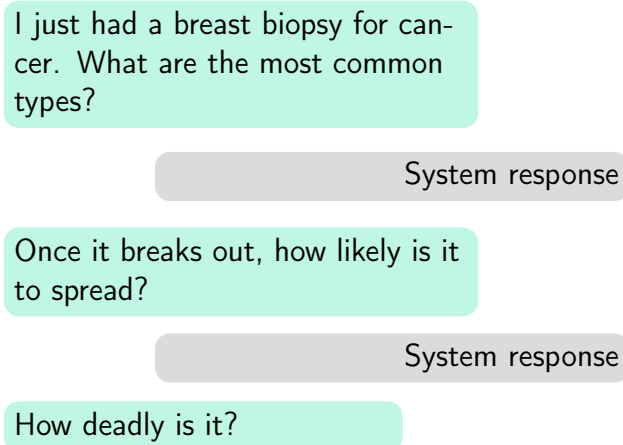 I just had a breast biopsy for can-
cer. What are the most common
types?
System response
Once it breaks out, how likely is it
to spread?
System response
How deadly is it?